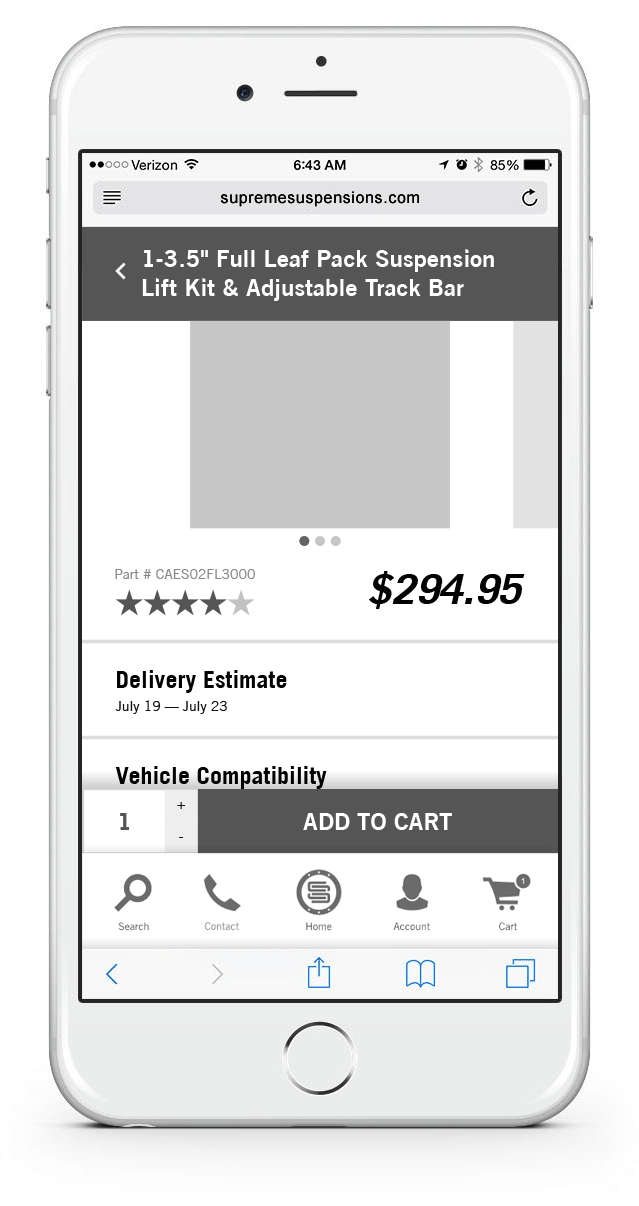 Verizon 6:43 AM 85%
supremesuspensions.com
1-3.5" Full Leaf Pack Suspension
Lift Kit & Adjustable Track Bar
Part # CAES02FL3000
$294.95
Delivery Estimate
July 19 — July 23
Vehicle Compatibility
1 + - ADD TO CART
1
Search Contact Home Account Cart